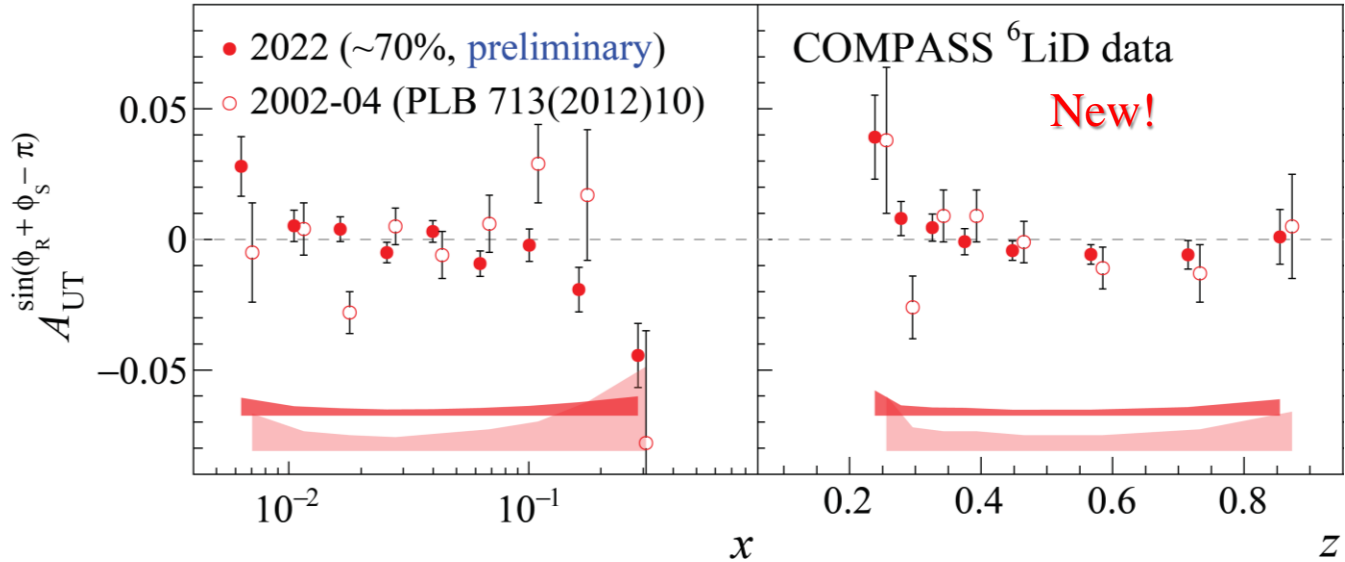 2022 (~70%, preliminary)
2002-04 (PLB 713(2012)10)
COMPASS ⁶LiD data
New!
A_UT^sin(ϕ_R + ϕ_S − π)
0.05
0
−0.05
10⁻²
10⁻¹
x
0.2
0.4
0.6
0.8
z